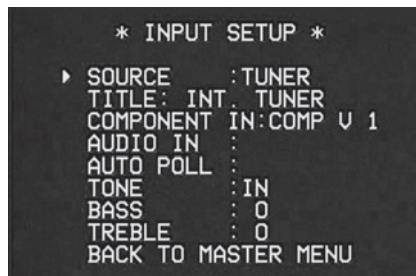 * INPUT SETUP *
SOURCE :TUNER
TITLE: INT. TUNER
COMPONENT IN:COMP V 1
AUDIO IN :
AUTO POLL :
TONE :IN
BASS : 0
TREBLE : 0
BACK TO MASTER MENU